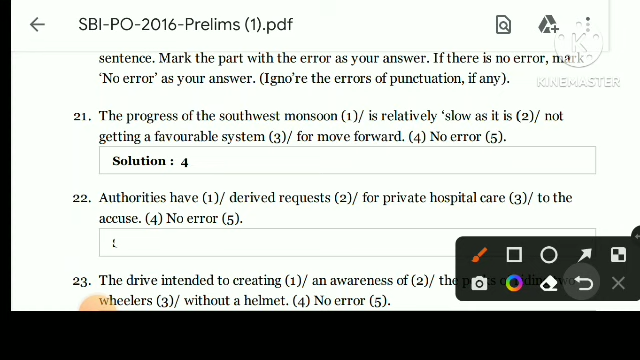 SBI-PO-2016-Prelims (1).pdf
sentence. Mark the part with the error as your answer. If there is no error, mark
'No error' as your answer. (Igno're the errors of punctuation, if any).
KINEMASTER
21. The progress of the southwest monsoon (1)/ is relatively 'slow as it is (2)/ not
getting a favourable system (3)/ for move forward. (4) No error (5).
Solution : 4
22. Authorities have (1)/ derived requests (2)/ for private hospital care (3)/ to the
accuse. (4) No error (5).
23. The drive intended to creating (1)/ an awareness of (2)/ the
wheelers (3)/ without a helmet. (4) No error (5).